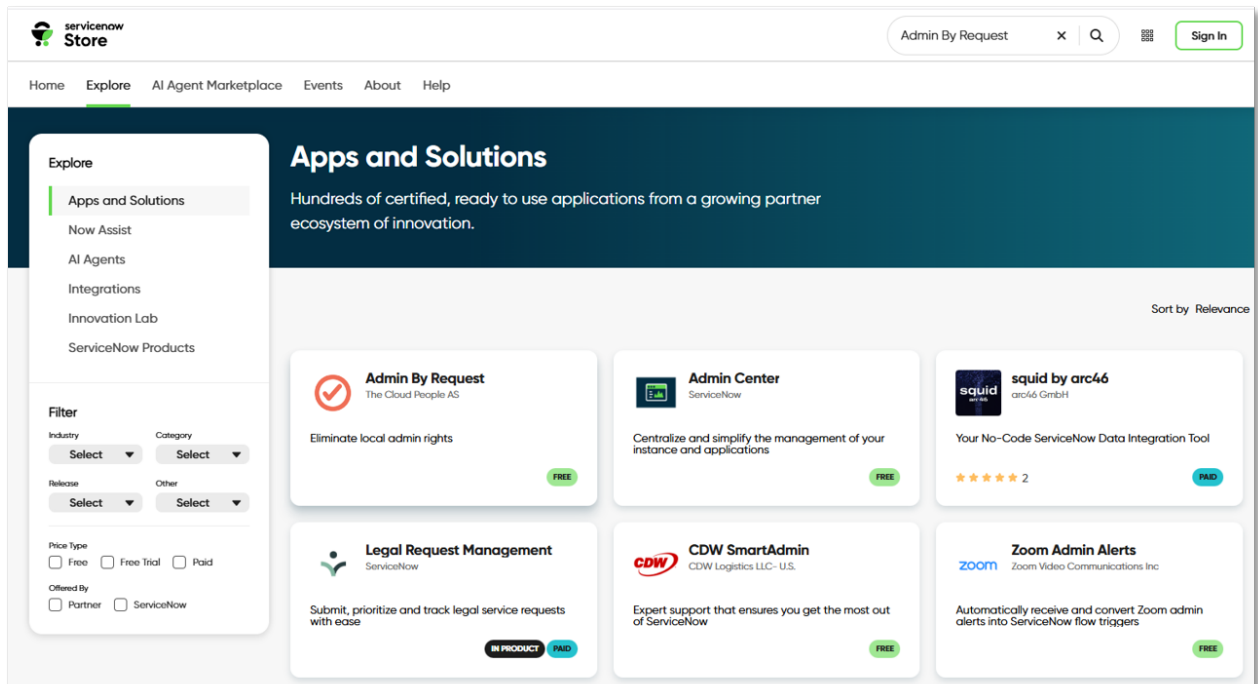 servicenow
Store
Admin By Request
Sign In
Home Explore AI Agent Marketplace Events About Help
Explore
Apps and Solutions
Now Assist
AI Agents
Integrations
Innovation Lab
ServiceNow Products
Filter
Industry Category
Select Select
Release Other
Select Select
Price Type
Free Free Trial Paid
Offered By
Partner ServiceNow
Apps and Solutions
Hundreds of certified, ready to use applications from a growing partner
ecosystem of innovation.
Sort by Relevance
Admin By Request
The Cloud People AS
Eliminate local admin rights
FREE
Admin Center
ServiceNow
Centralize and simplify the management of your
instance and applications
FREE
squid
arc46
squid by arc46
arc46 GmbH
Your No-Code ServiceNow Data Integration Tool
2
PAID
Legal Request Management
ServiceNow
Submit, prioritize and track legal service requests
with ease
IN PRODUCT PAID
CDW
CDW SmartAdmin
CDW Logistics LLC- U.S.
Expert support that ensures you get the most out
of ServiceNow
FREE
zoom
Zoom Admin Alerts
Zoom Video Communications Inc
Automatically receive and convert Zoom admin
alerts into ServiceNow flow triggers
FREE